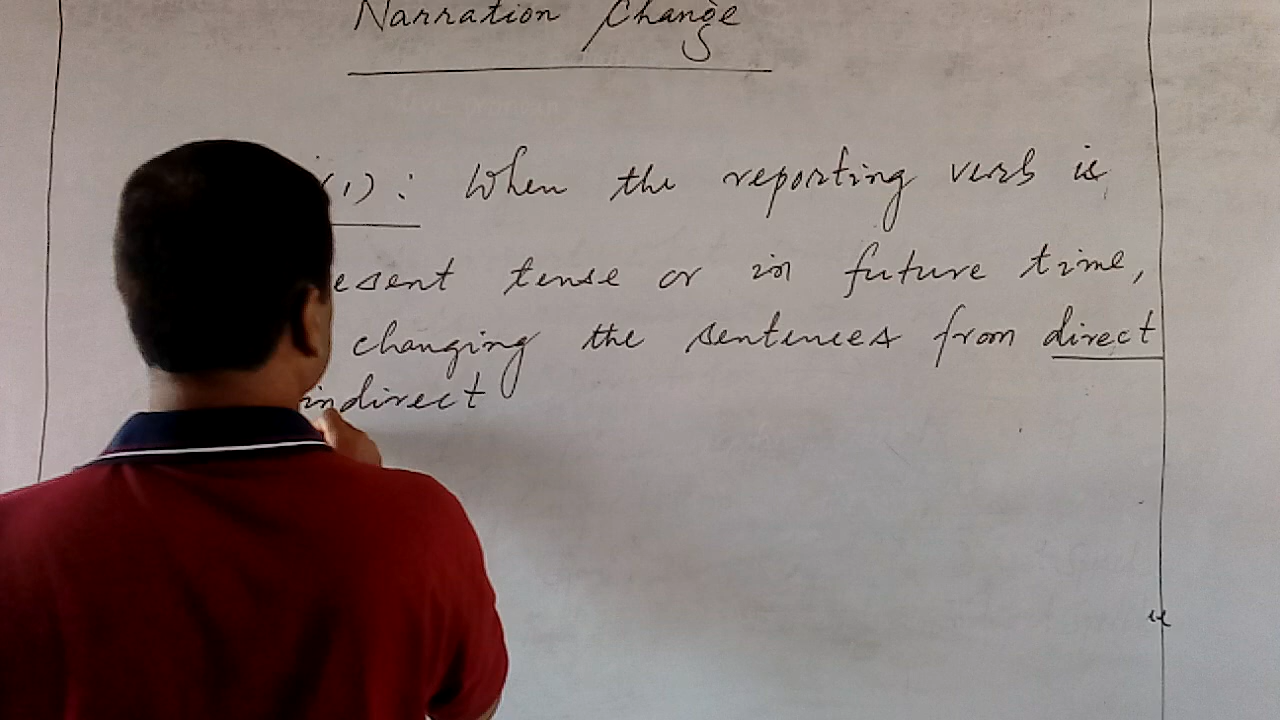 Narration Change
(1) : When the reporting verb is
esent tense or in future time,
changing the sentences from direct
indirect